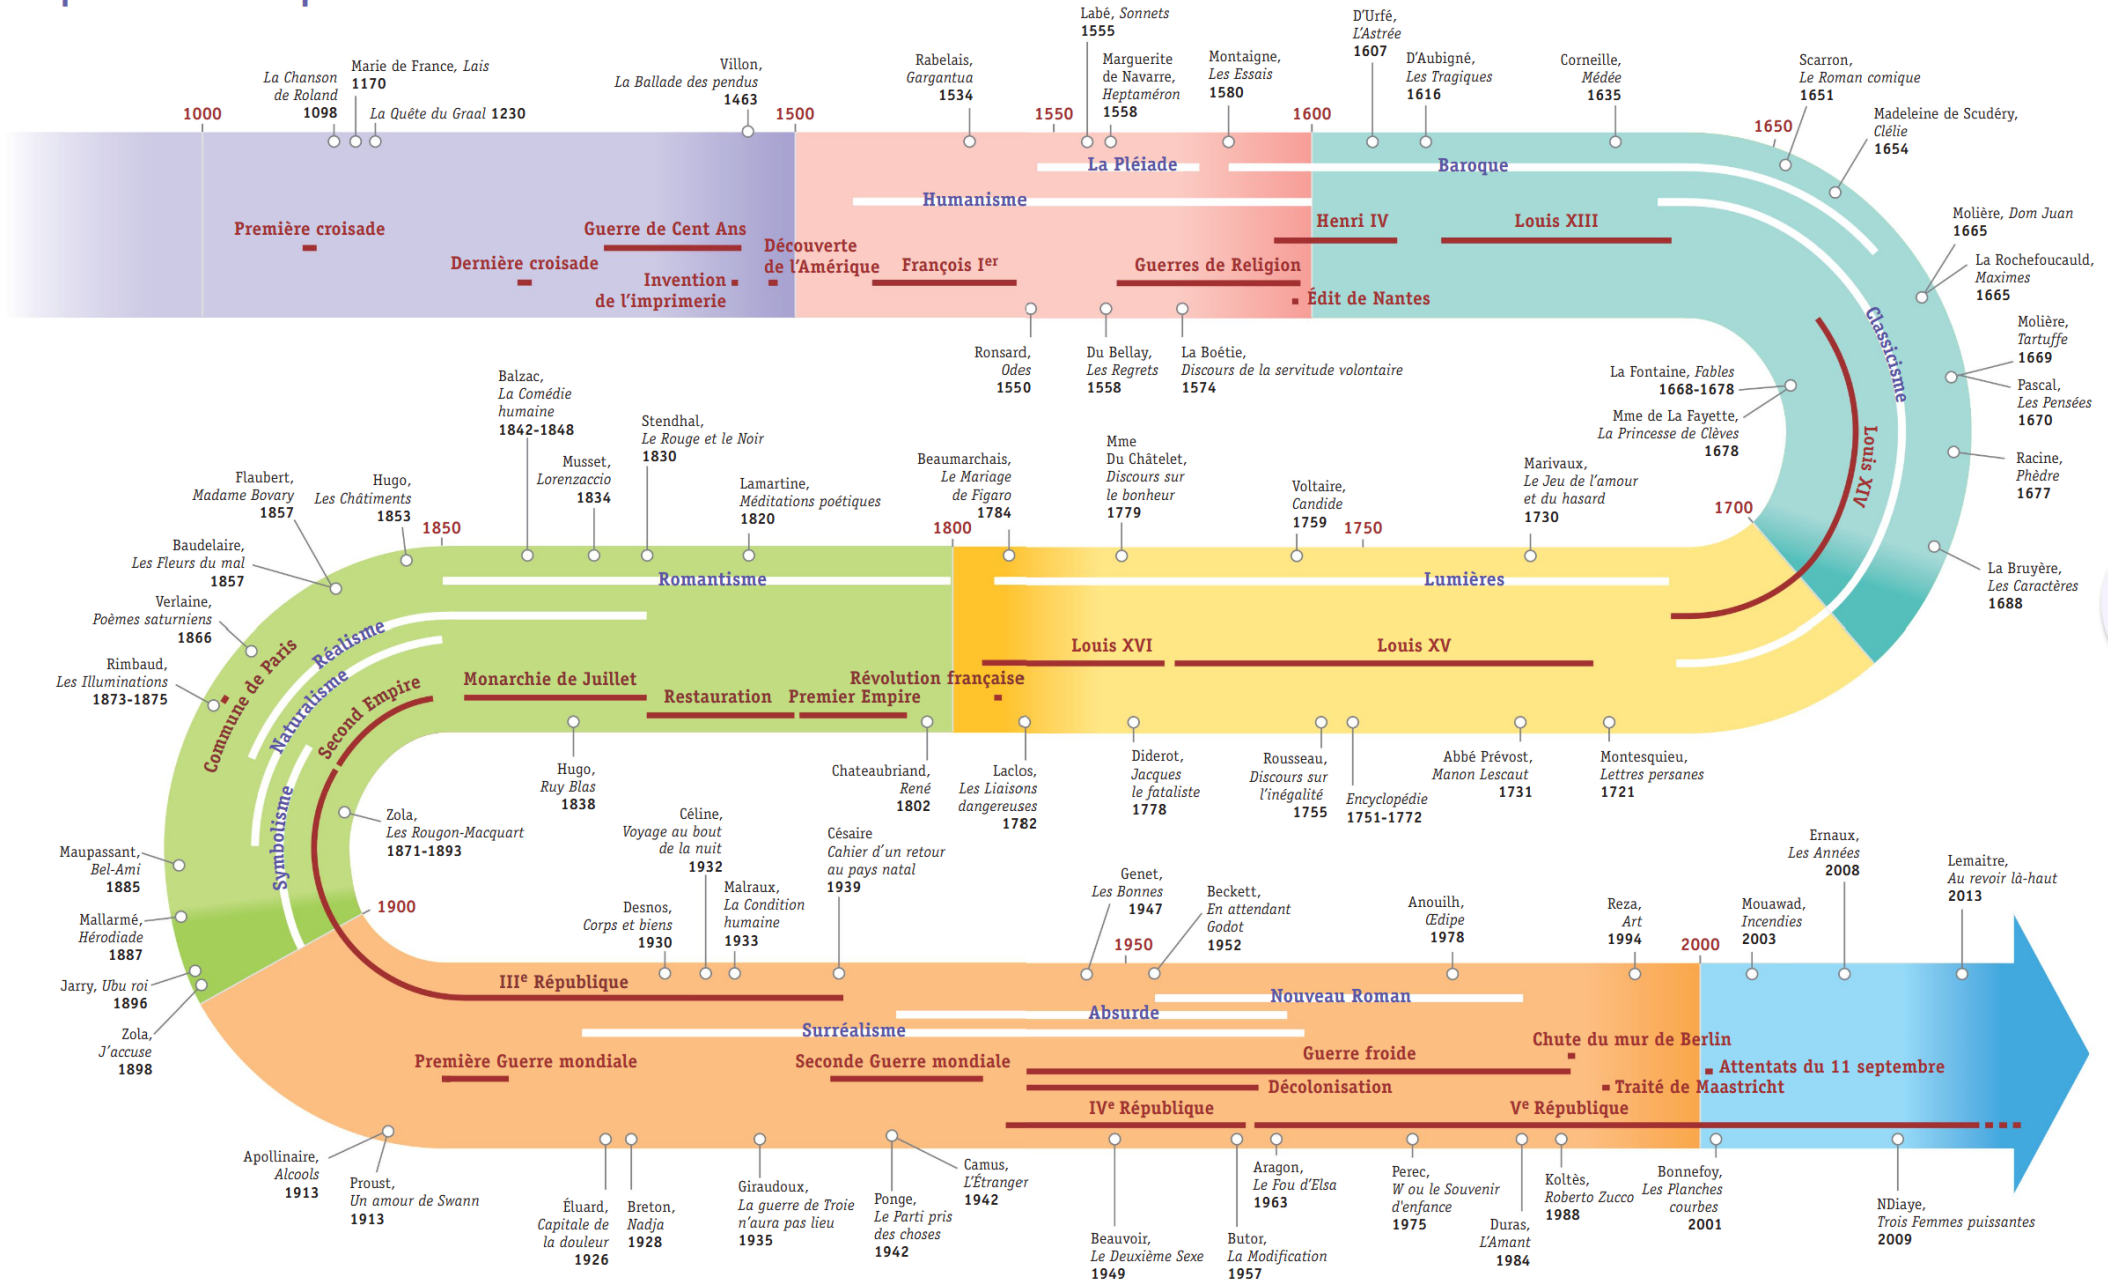 La Chanson
de Roland
1098
Marie de France, Lais
1170
La Quête du Graal 1230
Villon,
La Ballade des pendus
1463
Rabelais,
Gargantua
1534
Labé, Sonnets
1555
Marguerite
de Navarre,
Heptaméron
1558
Montaigne,
Les Essais
1580
D'Urfé,
L'Astrée
1607
D'Aubigné,
Les Tragiques
1616
Corneille,
Médée
1635
Scarron,
Le Roman comique
1651
Madeleine de Scudéry,
Clélie
1654
1000
1500
1550
1600
1650
La Pléiade
Baroque
Humanisme
Première croisade
Guerre de Cent Ans
Découverte
de l'Amérique
Dernière croisade
Invention
de l'imprimerie
François Ier
Guerres de Religion
Henri IV
Louis XIII
Édit de Nantes
Molière, Dom Juan
1665
La Rochefoucauld,
Maximes
1665
Molière,
Tartuffe
1669
Pascal,
Les Pensées
1670
Racine,
Phèdre
1677
La Bruyère,
Les Caractères
1688
Classicisme
Louis XIV
Ronsard,
Odes
1550
Du Bellay,
Les Regrets
1558
La Boétie,
Discours de la servitude volontaire
1574
La Fontaine, Fables
1668-1678
Mme de La Fayette,
La Princesse de Clèves
1678
1700
Marivaux,
Le Jeu de l'amour
et du hasard
1730
1750
Voltaire,
Candide
1759
Mme
Du Châtelet,
Discours sur
le bonheur
1779
Beaumarchais,
Le Mariage
de Figaro
1784
1800
Lamartine,
Méditations poétiques
1820
Stendhal,
Le Rouge et le Noir
1830
Musset,
Lorenzaccio
1834
Balzac,
La Comédie
humaine
1842-1848
1850
Hugo,
Les Châtiments
1853
Flaubert,
Madame Bovary
1857
Baudelaire,
Les Fleurs du mal
1857
Verlaine,
Poèmes saturniens
1866
Rimbaud,
Les Illuminations
1873-1875
Lumières
Romantisme
Réalisme
Naturalisme
Symbolisme
Louis XV
Louis XVI
Révolution française
Premier Empire
Restauration
Monarchie de Juillet
Second Empire
Commune de Paris
Montesquieu,
Lettres persanes
1721
Abbé Prévost,
Manon Lescaut
1731
Encyclopédie
1751-1772
Rousseau,
Discours sur
l'inégalité
1755
Diderot,
Jacques
le fataliste
1778
Laclos,
Les Liaisons
dangereuses
1782
Chateaubriand,
René
1802
Hugo,
Ruy Blas
1838
Zola,
Les Rougon-Macquart
1871-1893
Maupassant,
Bel-Ami
1885
Mallarmé,
Hérodiade
1887
Jarry, Ubu roi
1896
Zola,
J'accuse
1898
1900
Desnos,
Corps et biens
1930
Céline,
Voyage au bout
de la nuit
1932
Malraux,
La Condition
humaine
1933
Césaire
Cahier d'un retour
au pays natal
1939
Genet,
Les Bonnes
1947
1950
Beckett,
En attendant
Godot
1952
Anouilh,
Œdipe
1978
Reza,
Art
1994
2000
Mouawad,
Incendies
2003
Ernaux,
Les Années
2008
Lemaitre,
Au revoir là-haut
2013
IIIe République
Nouveau Roman
Absurde
Surréalisme
Première Guerre mondiale
Seconde Guerre mondiale
Guerre froide
Chute du mur de Berlin
Attentats du 11 septembre
Décolonisation
Traité de Maastricht
IVe République
Ve République
Apollinaire,
Alcools
1913
Proust,
Un amour de Swann
1913
Éluard,
Capitale de
la douleur
1926
Breton,
Nadja
1928
Giraudoux,
La guerre de Troie
n'aura pas lieu
1935
Ponge,
Le Parti pris
des choses
1942
Camus,
L'Étranger
1942
Beauvoir,
Le Deuxième Sexe
1949
Butor,
La Modification
1957
Aragon,
Le Fou d'Elsa
1963
Perec,
W ou le Souvenir
d'enfance
1975
Duras,
L'Amant
1984
Koltès,
Roberto Zucco
1988
Bonnefoy,
Les Planches
courbes
2001
NDiaye,
Trois Femmes puissantes
2009